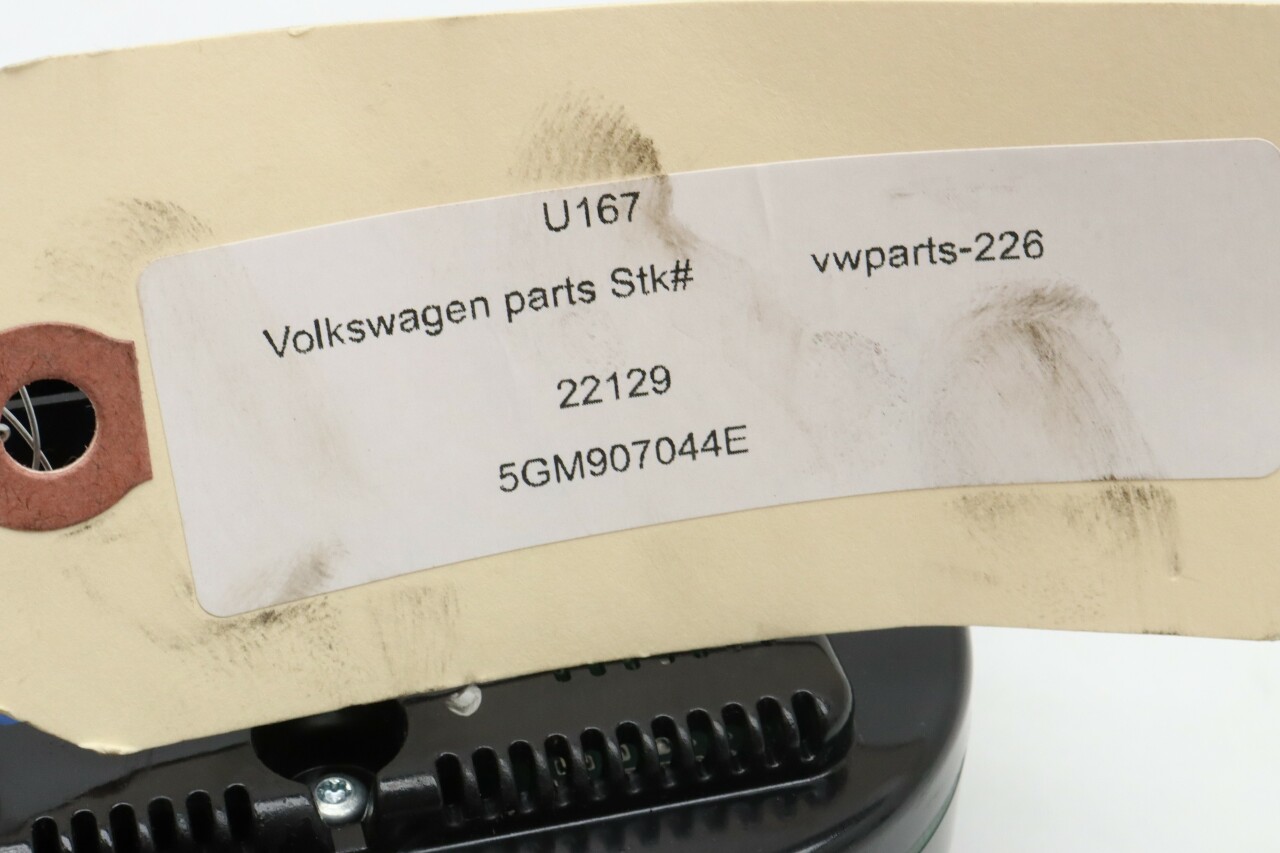 U167
Volkswagen parts Stk# vwparts-226
22129
5GM907044E